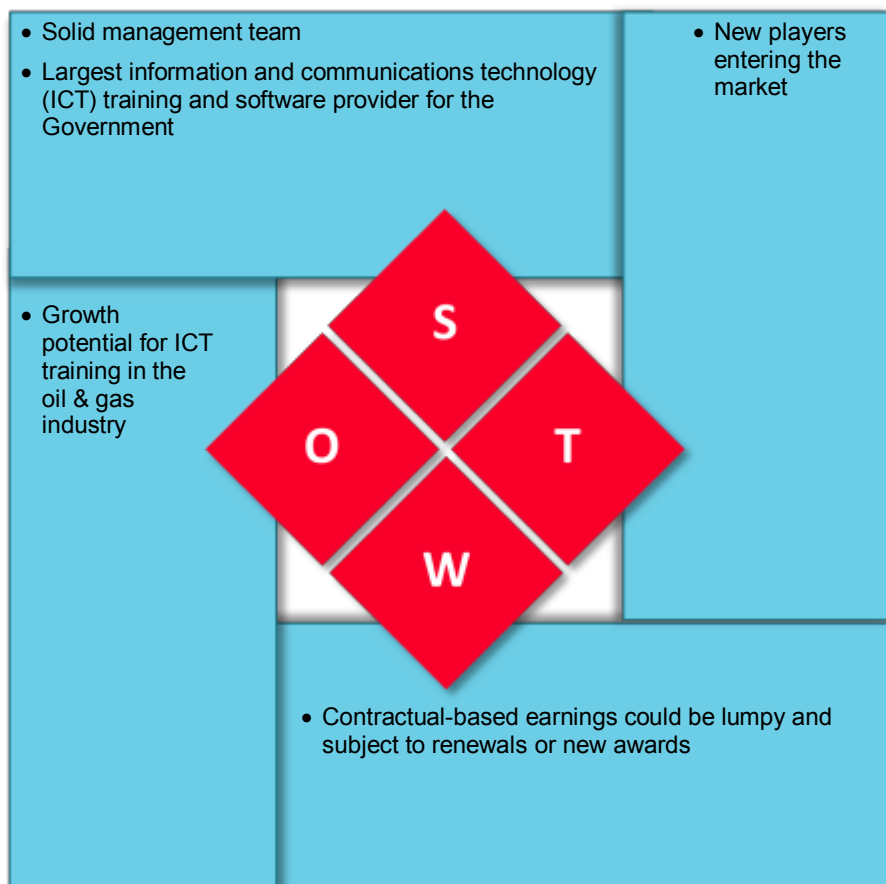 • Solid management team
• Largest information and communications technology
(ICT) training and software provider for the
Government
• New players
entering the
market
• Growth
potential for ICT
training in the
oil & gas
industry
S
O
T
W
• Contractual-based earnings could be lumpy and
subject to renewals or new awards